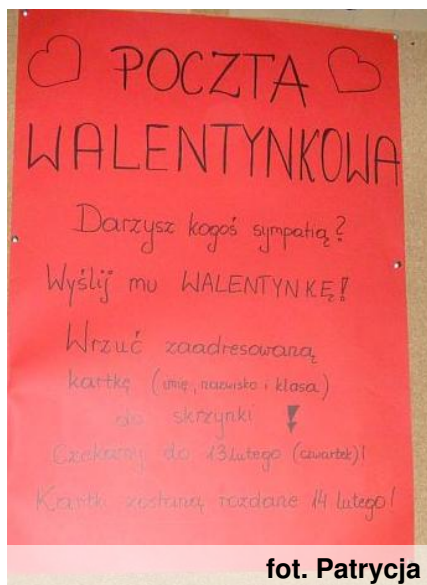 POCZTA
WALENTYNKOWA
Darzysz kogoś sympatią?
Wyślij mu WALENTYNKĘ!
Wrzuć zaadresowaną
kartkę (imię, nazwisko i klasa)
do skrzynki !
Czekamy do 13 lutego (czwartek)!
Kartki zostaną rozdane 14 lutego!
fot. Patrycja